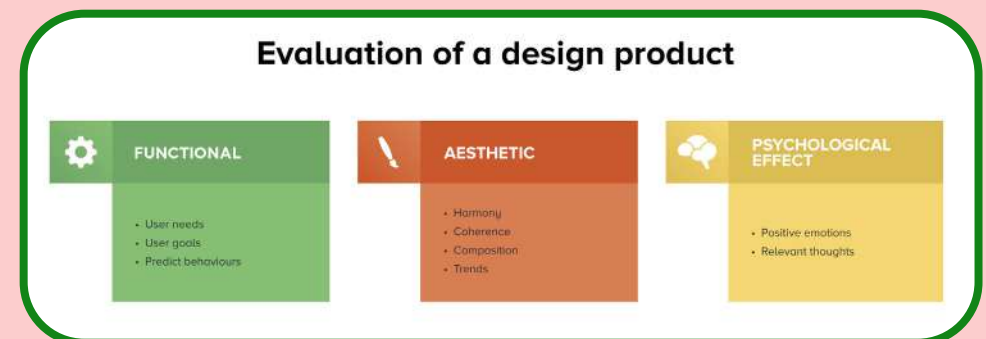 Evaluation of a design product
FUNCTIONAL
• User needs
• User goals
• Predict behaviours
AESTHETIC
• Harmony
• Coherence
• Composition
• Trends
PSYCHOLOGICAL
EFFECT
• Positive emotions
• Relevant thoughts